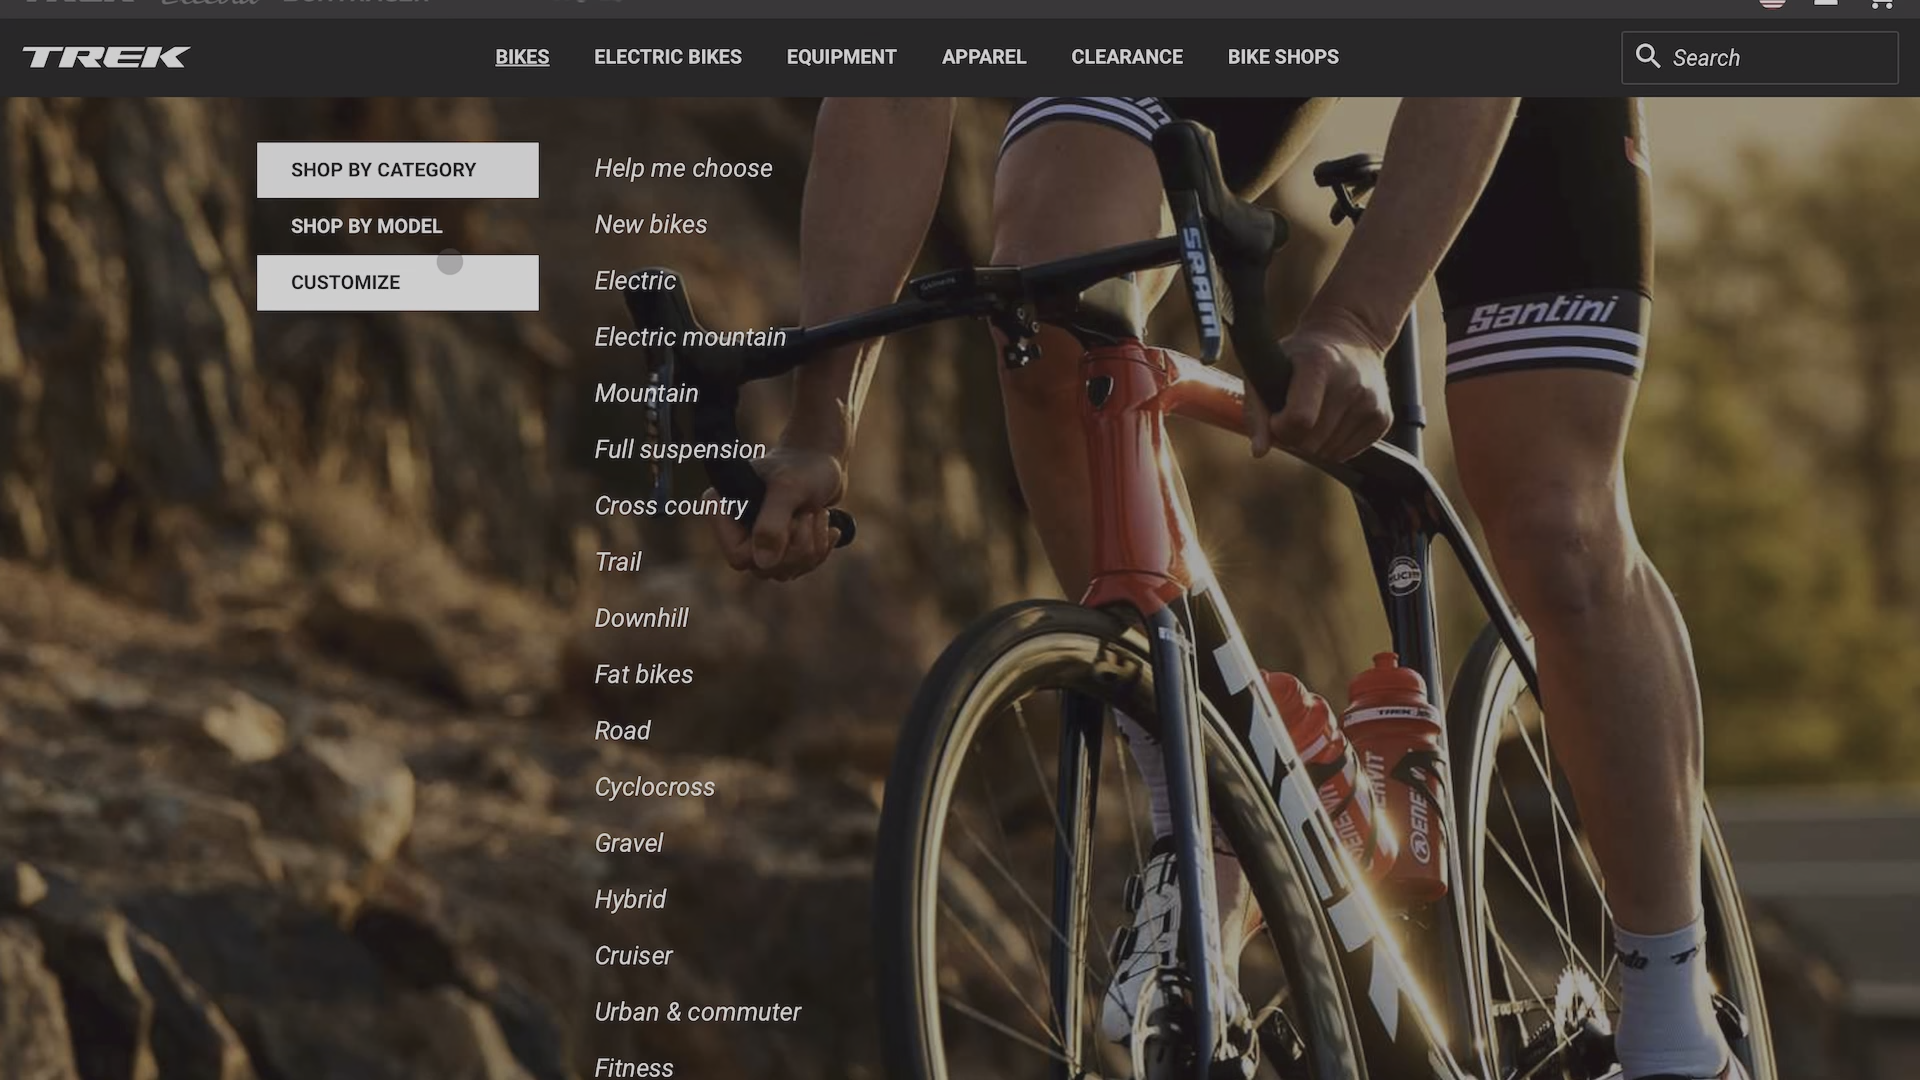 TREK
BIKES
ELECTRIC BIKES
EQUIPMENT
APPAREL
CLEARANCE
BIKE SHOPS
Search
SHOP BY CATEGORY
SHOP BY MODEL
CUSTOMIZE
Help me choose
New bikes
Electric
Electric mountain
Mountain
Full suspension
Cross country
Trail
Downhill
Fat bikes
Road
Cyclocross
Gravel
Hybrid
Cruiser
Urban & commuter
Fitness
SRAM
Santini
UCI
TREK